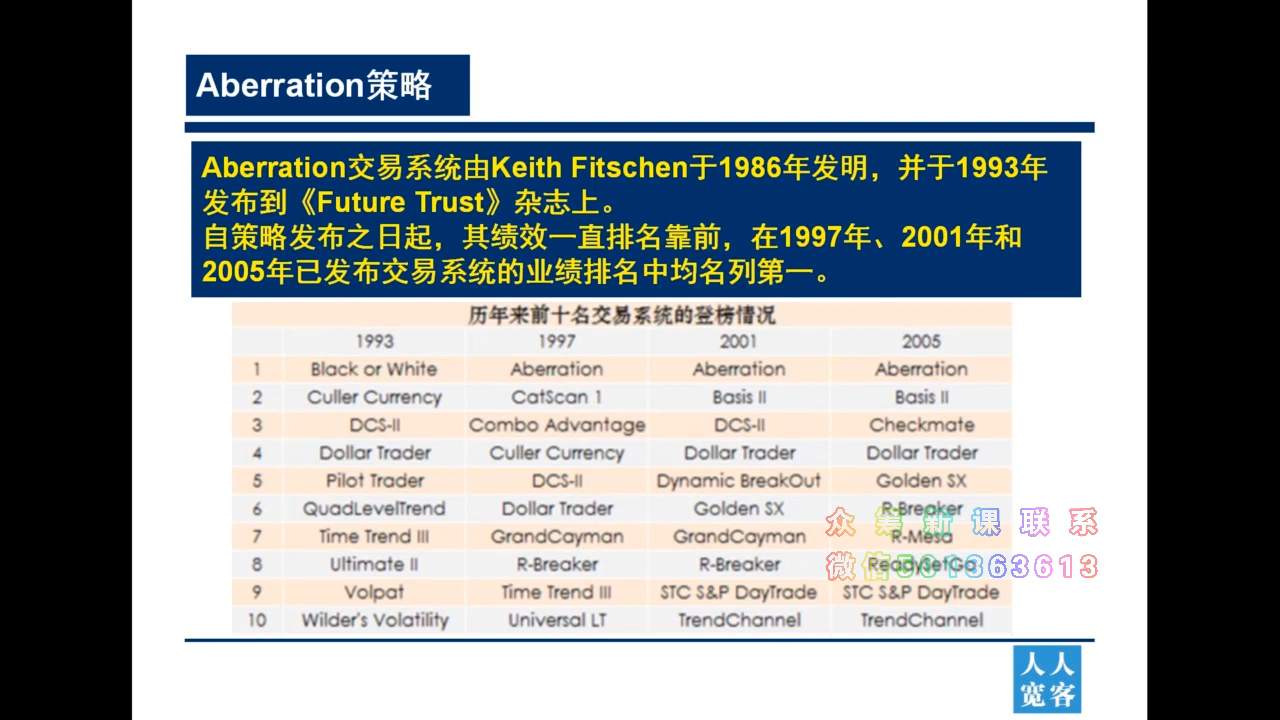 Aberration策略
Aberration交易系统由Keith Fitschen于1986年发明，并于1993年
发布到《Future Trust》杂志上。
自策略发布之日起，其绩效一直排名靠前，在1997年、2001年和
2005年已发布交易系统的业绩排名中均名列第一。
历年来前十名交易系统的登榜情况
1993 1997 2001 2005
1 Black or White Aberration Aberration Aberration
2 Culler Currency CatScan 1 Basis II Basis II
3 DCS-II Combo Advantage DCS-II Checkmate
4 Dollar Trader Culler Currency Dollar Trader Dollar Trader
5 Pilot Trader DCS-II Dynamic BreakOut Golden SX
6 QuadLevelTrend Dollar Trader Golden SX R-Breaker
7 Time Trend III GrandCayman GrandCayman R-Mesa
8 Ultimate II R-Breaker R-Breaker ReadySetGo
9 Volpat Time Trend III STC S&P DayTrade STC S&P DayTrade
10 Wilder's Volatility Universal LT TrendChannel TrendChannel
众筹新课联系
微信501363613
人人
宽客